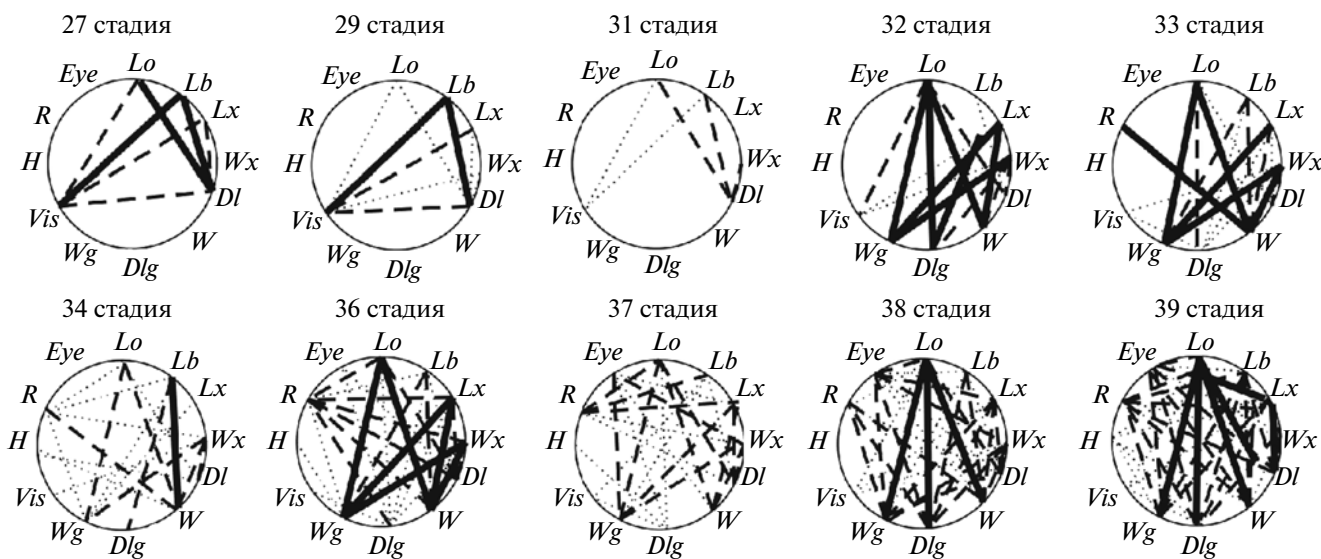 27 стадия
Lo
Eye
Lb
R
Lx
H
Wx
Dl
Vis
W
Wg
Dlg
29 стадия
Lo
Eye
Lb
R
Lx
H
Wx
Dl
Vis
W
Wg
Dlg
31 стадия
Lo
Eye
Lb
R
Lx
H
Wx
Dl
Vis
W
Wg
Dlg
32 стадия
Lo
Eye
Lb
R
Lx
H
Wx
Dl
Vis
W
Wg
Dlg
33 стадия
Lo
Eye
Lb
R
Lx
H
Wx
Dl
Vis
W
Wg
Dlg
34 стадия
Lo
Eye
Lb
R
Lx
H
Wx
Dl
Vis
W
Wg
Dlg
36 стадия
Lo
Eye
Lb
R
Lx
H
Wx
Dl
Vis
W
Wg
Dlg
37 стадия
Lo
Eye
Lb
R
Lx
H
Wx
Dl
Vis
W
Wg
Dlg
38 стадия
Lo
Eye
Lb
R
Lx
H
Wx
Dl
Vis
W
Wg
Dlg
39 стадия
Lo
Eye
Lb
R
Lx
H
Wx
Dl
Vis
W
Wg
Dlg